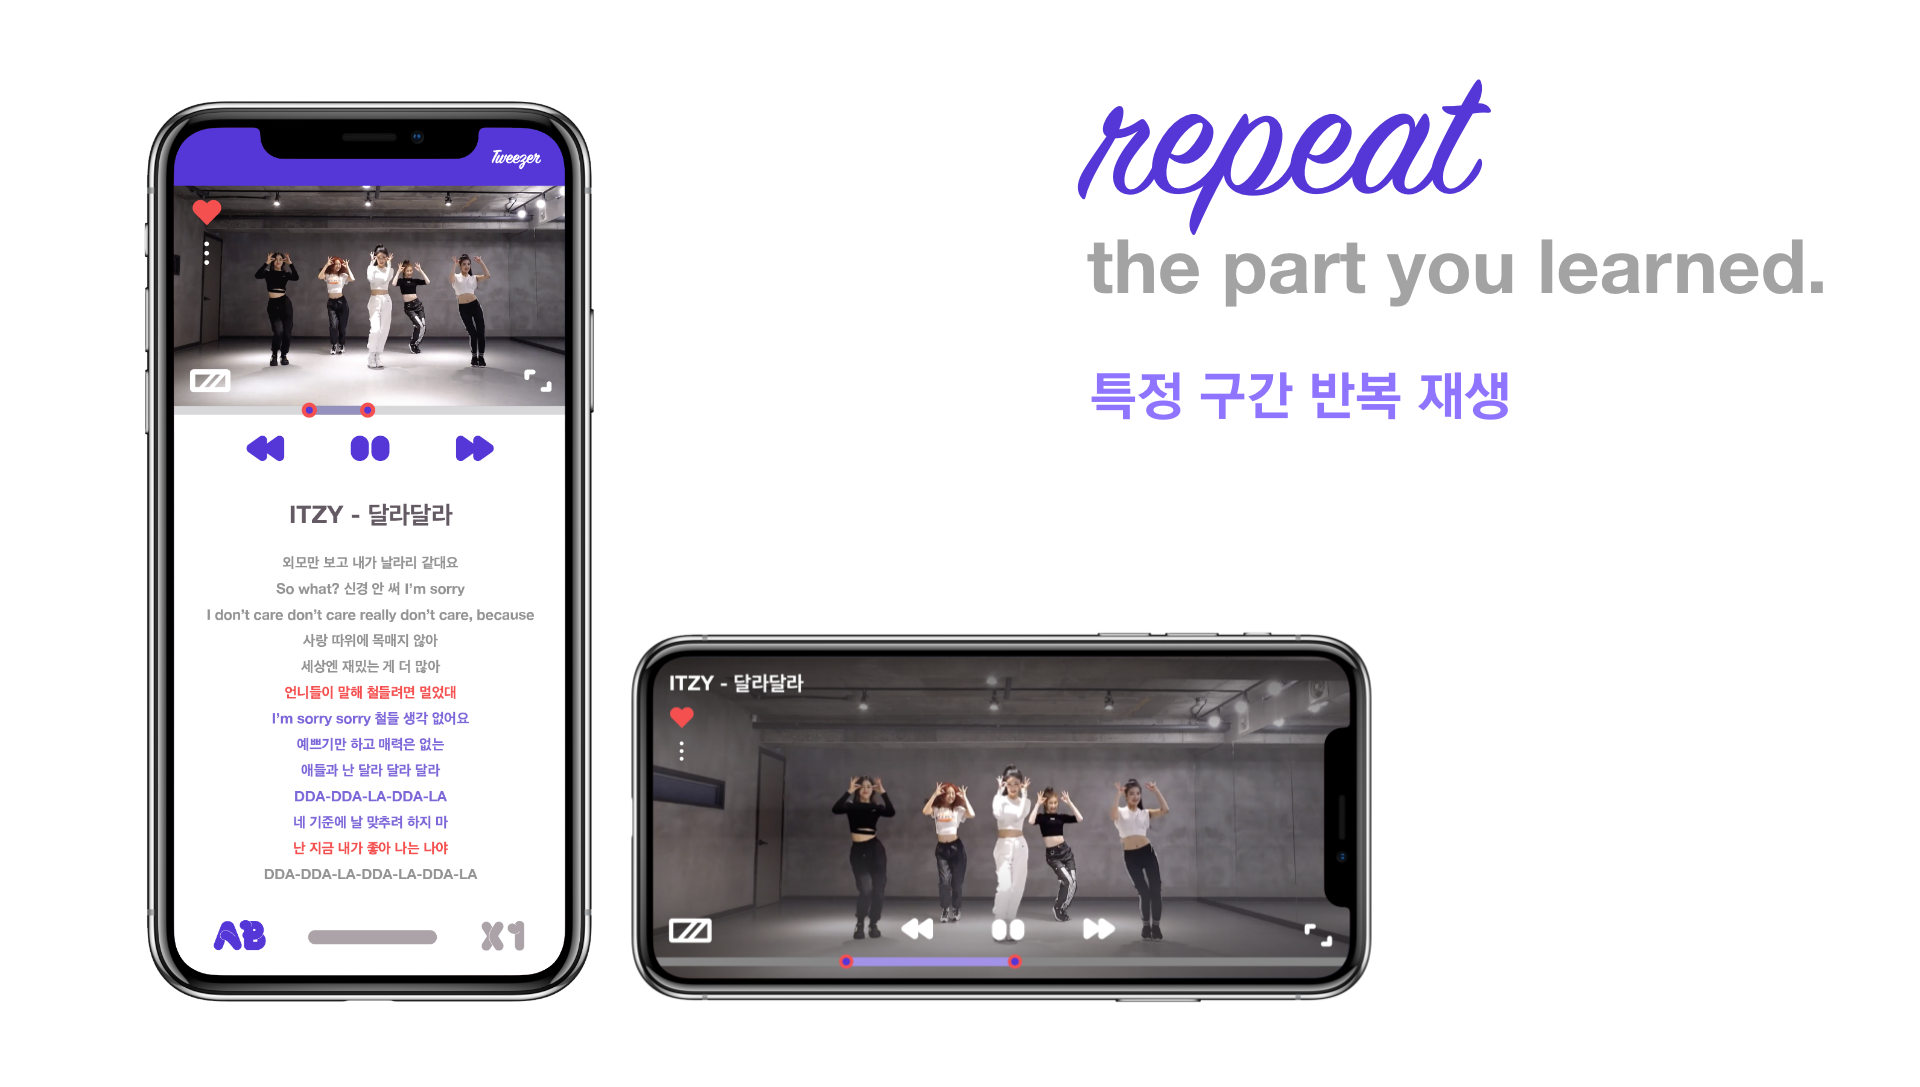 Tweezer
ITZY - 달라달라
외모만 보고 내가 날라리 같대요
So what? 신경 안 써 I'm sorry
I don't care don't care really don't care, because
사랑 따위에 목매지 않아
세상엔 재밌는 게 더 많아
언니들이 말해 철들려면 멀었대
I'm sorry sorry 철들 생각 없어요
예쁘기만 하고 매력은 없는
애들과 난 달라 달라 달라
DDA-DDA-LA-DDA-LA
네 기준에 날 맞추려 하지 마
난 지금 내가 좋아 나는 나야
DDA-DDA-LA-DDA-LA-DDA-LA
AB
X1
repeat
the part you learned.
특정 구간 반복 재생
ITZY - 달라달라